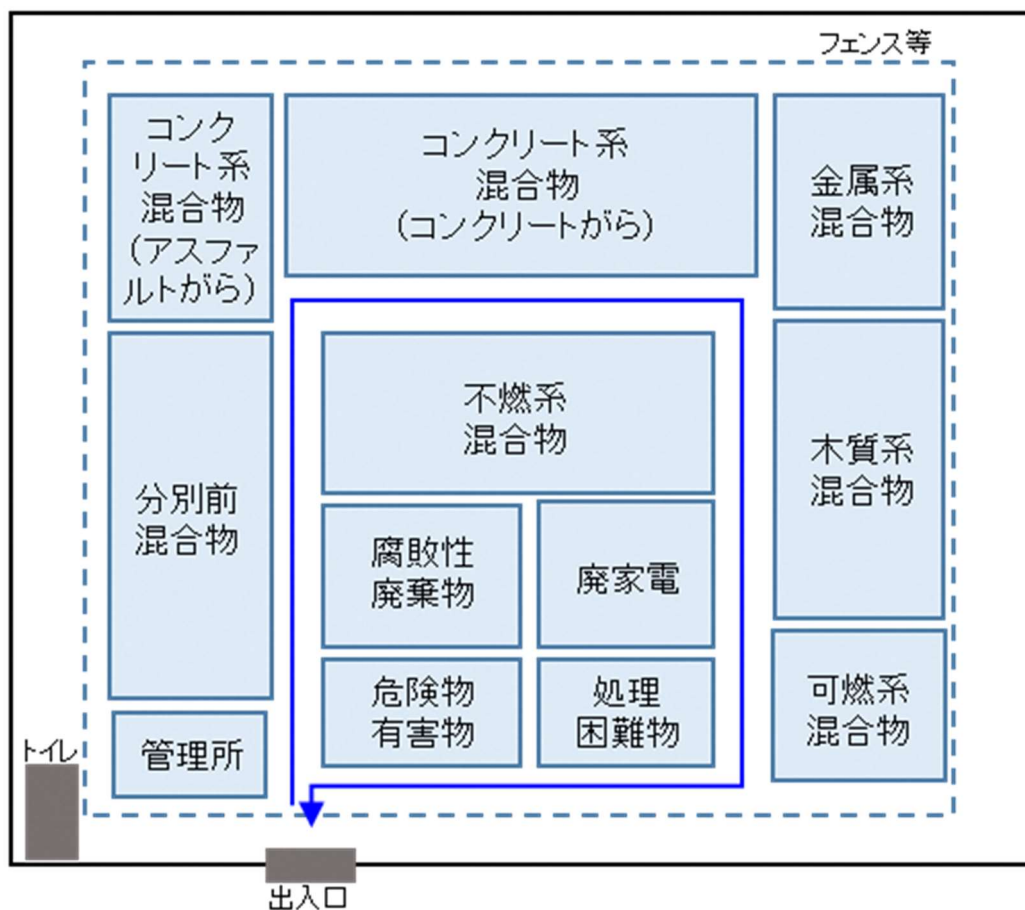 フェンス等
コンク
リート系
混合物
(アスファ
ルトがら)
コンクリート系
混合物
(コンクリートがら)
金属系
混合物
分別前
混合物
不燃系
混合物
木質系
混合物
腐敗性
廃棄物
廃家電
危険物
有害物
処理
困難物
可燃系
混合物
管理所
トイレ
出入口